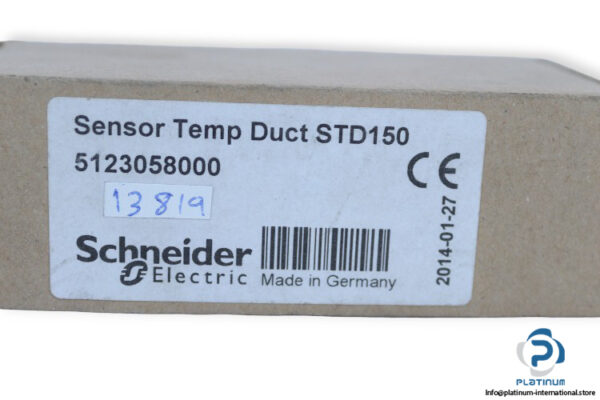 Sensor Temp Duct STD150
5123058000
13819
CE
2014-01-27
Schneider
Electric
Made in Germany
PLATINUM
Info@platinum-international.store